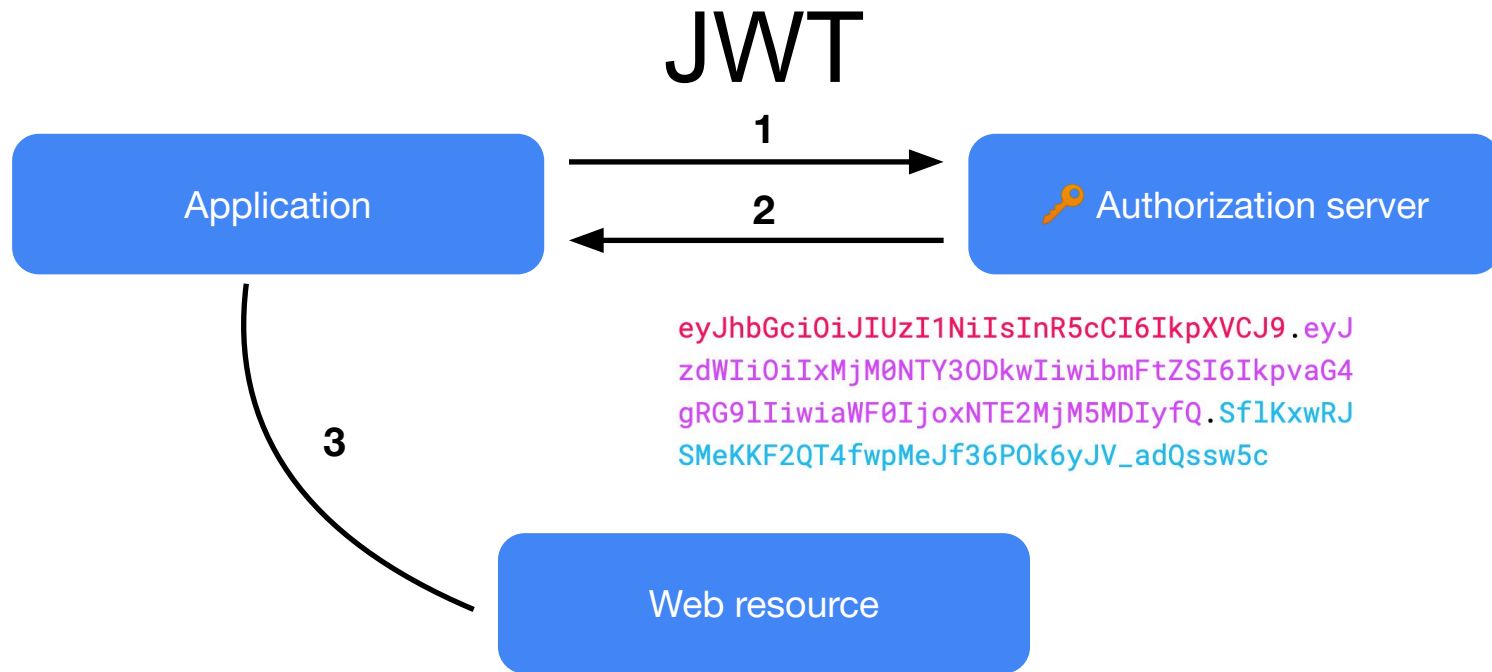 JWT
1
Application
🔑 Authorization server
2
eyJhbGciOiJIUzI1NiIsInR5cCI6IkpXVCJ9.eyJ
zdWIiOiIxMjM0NTY3ODkwIiwibmFtZSI6IkpvaG4
gRG9lIiwiaWF0IjoxNTE2MjM5MDIyfQ.SflKxwRJ
SMeKKF2QT4fwpMeJf36POk6yJV_adQssw5c
3
Web resource